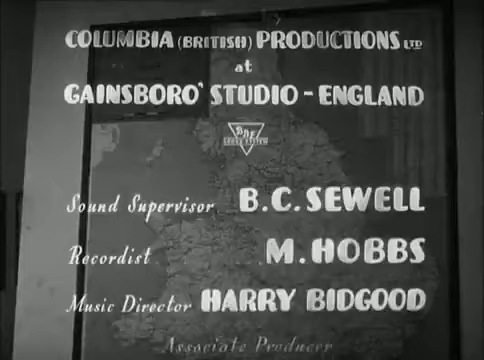 COLUMBIA (BRITISH) PRODUCTIONS LTD
at
GAINSBORO' STUDIO - ENGLAND
Sound Supervisor B.C. SEWELL
Recordist M. HOBBS
Music Director HARRY BIDGOOD
Associate Producer